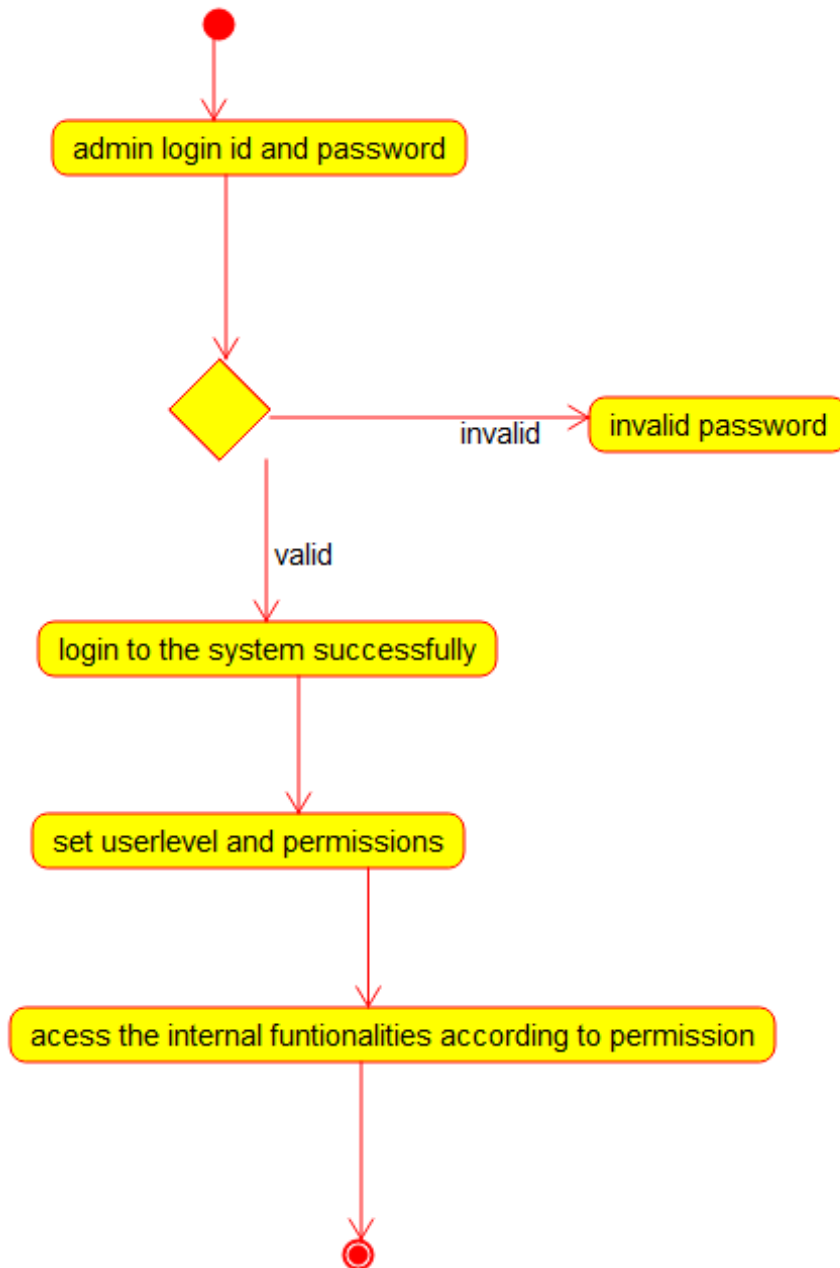 admin login id and password
invalid
invalid password
valid
login to the system successfully
set userlevel and permissions
acess the internal funtionalities according to permission